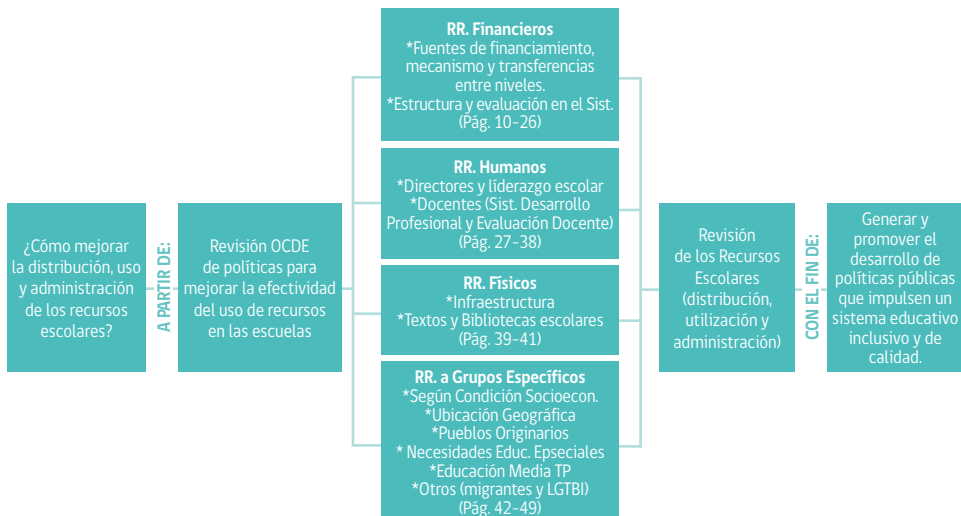 ¿Cómo mejorar
la distribución, uso
y administración
de los recursos
escolares?
A PARTIR DE:
Revisión OCDE
de políticas para
mejorar la efectividad
del uso de recursos
en las escuelas
RR. Financieros
*Fuentes de financiamiento,
mecanismo y transferencias
entre niveles.
*Estructura y evaluación en el Sist.
(Pág. 10-26)
RR. Humanos
*Directores y líderazgo escolar
*Docentes (Sist. Desarrollo
Profesional y Evaluación Docente)
(Pág. 27-38)
RR. Físicos
*Infraestructura
*Textos y Bibliotecas escolares
(Pág. 39-41)
RR. a Grupos Específicos
*Según Condición Socioecon.
*Ubicación Geográfica
*Pueblos Originarios
* Necesidades Educ. Epseciales
*Educación Media TP
*Otros (migrantes y LGTBI)
(Pág. 42-49)
Revisión
de los Recursos
Escolares
(distribución,
utilización y
administración)
CON EL FIN DE:
Generar y
promover el
desarrollo de
políticas públicas
que impulsen un
sistema educativo
inclusivo y de
calidad.